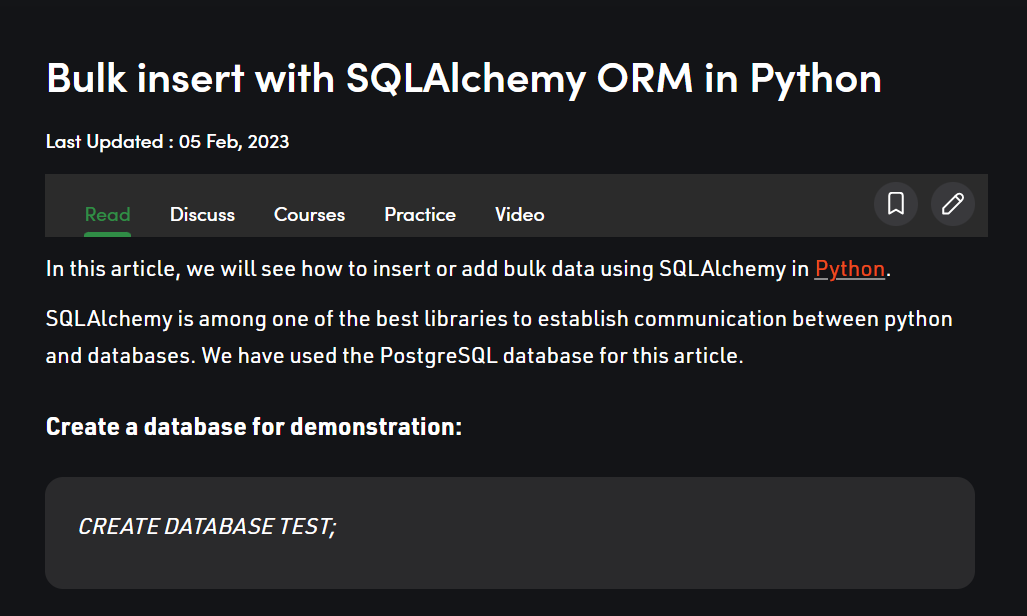 Bulk insert with SQLAlchemy ORM in Python
Last Updated : 05 Feb, 2023
Read Discuss Courses Practice Video
In this article, we will see how to insert or add bulk data using SQLAlchemy in Python.
SQLAlchemy is among one of the best libraries to establish communication between python
and databases. We have used the PostgreSQL database for this article.
Create a database for demonstration:
CREATE DATABASE TEST;